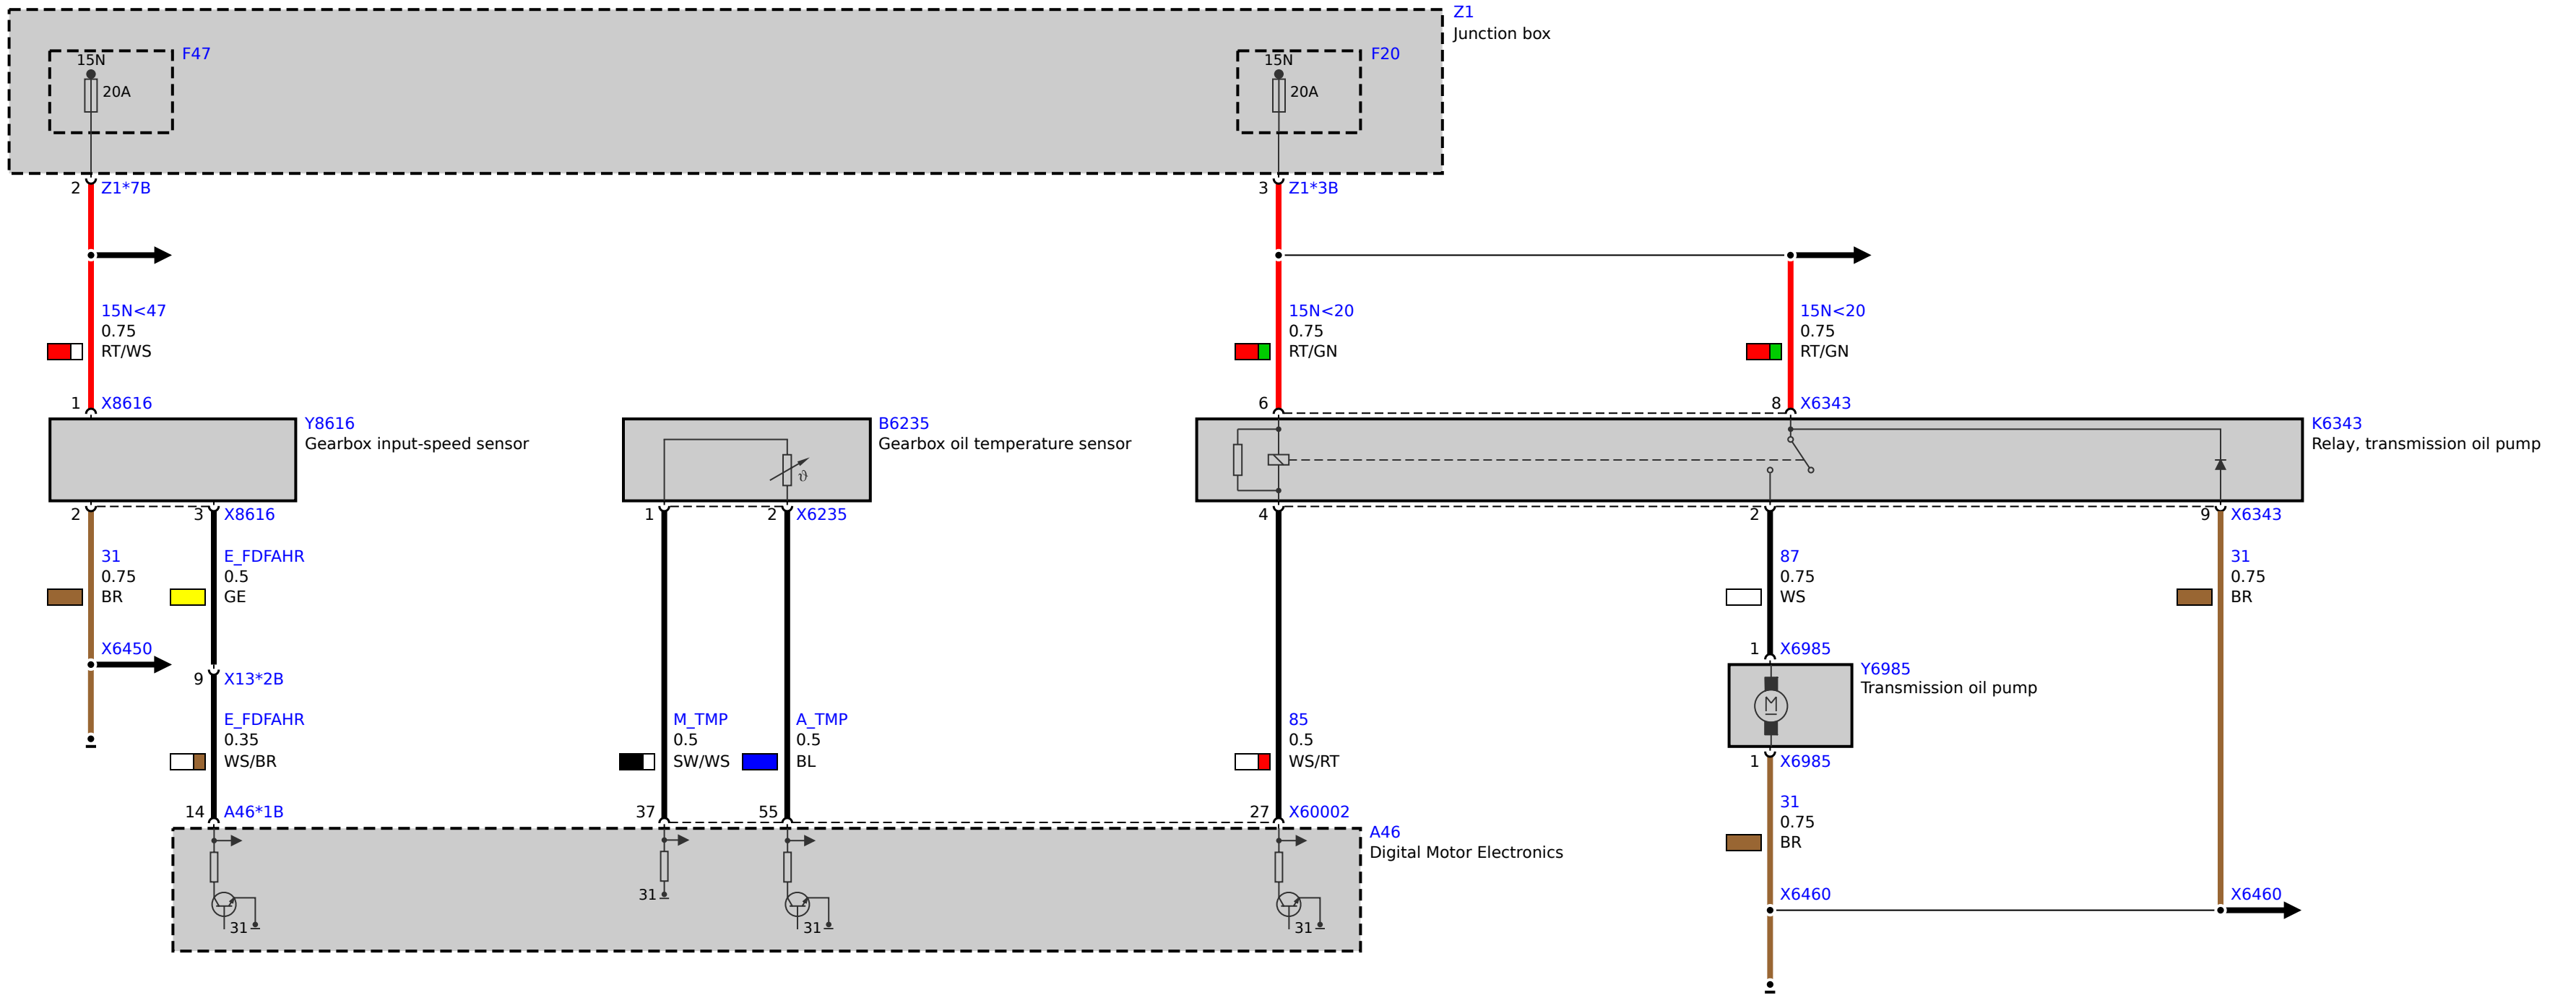 Z1
Junction box
F47
15N
20A
F20
15N
20A
2 Z1*7B
3 Z1*3B
15N<47
0.75
RT/WS
15N<20
0.75
RT/GN
15N<20
0.75
RT/GN
1 X8616
6
8 X6343
Y8616
Gearbox input-speed sensor
B6235
Gearbox oil temperature sensor
ϑ
K6343
Relay, transmission oil pump
2
3 X8616
1
2 X6235
4
2
9 X6343
31
0.75
BR
E_FDFAHR
0.5
GE
87
0.75
WS
31
0.75
BR
X6450
9 X13*2B
1 X6985
Y6985
Transmission oil pump
M
E_FDFAHR
0.35
WS/BR
M_TMP
0.5
SW/WS
A_TMP
0.5
BL
85
0.5
WS/RT
1 X6985
14 A46*1B
37
55
27 X60002
31
0.75
BR
A46
Digital Motor Electronics
31
31
31
31
X6460
X6460